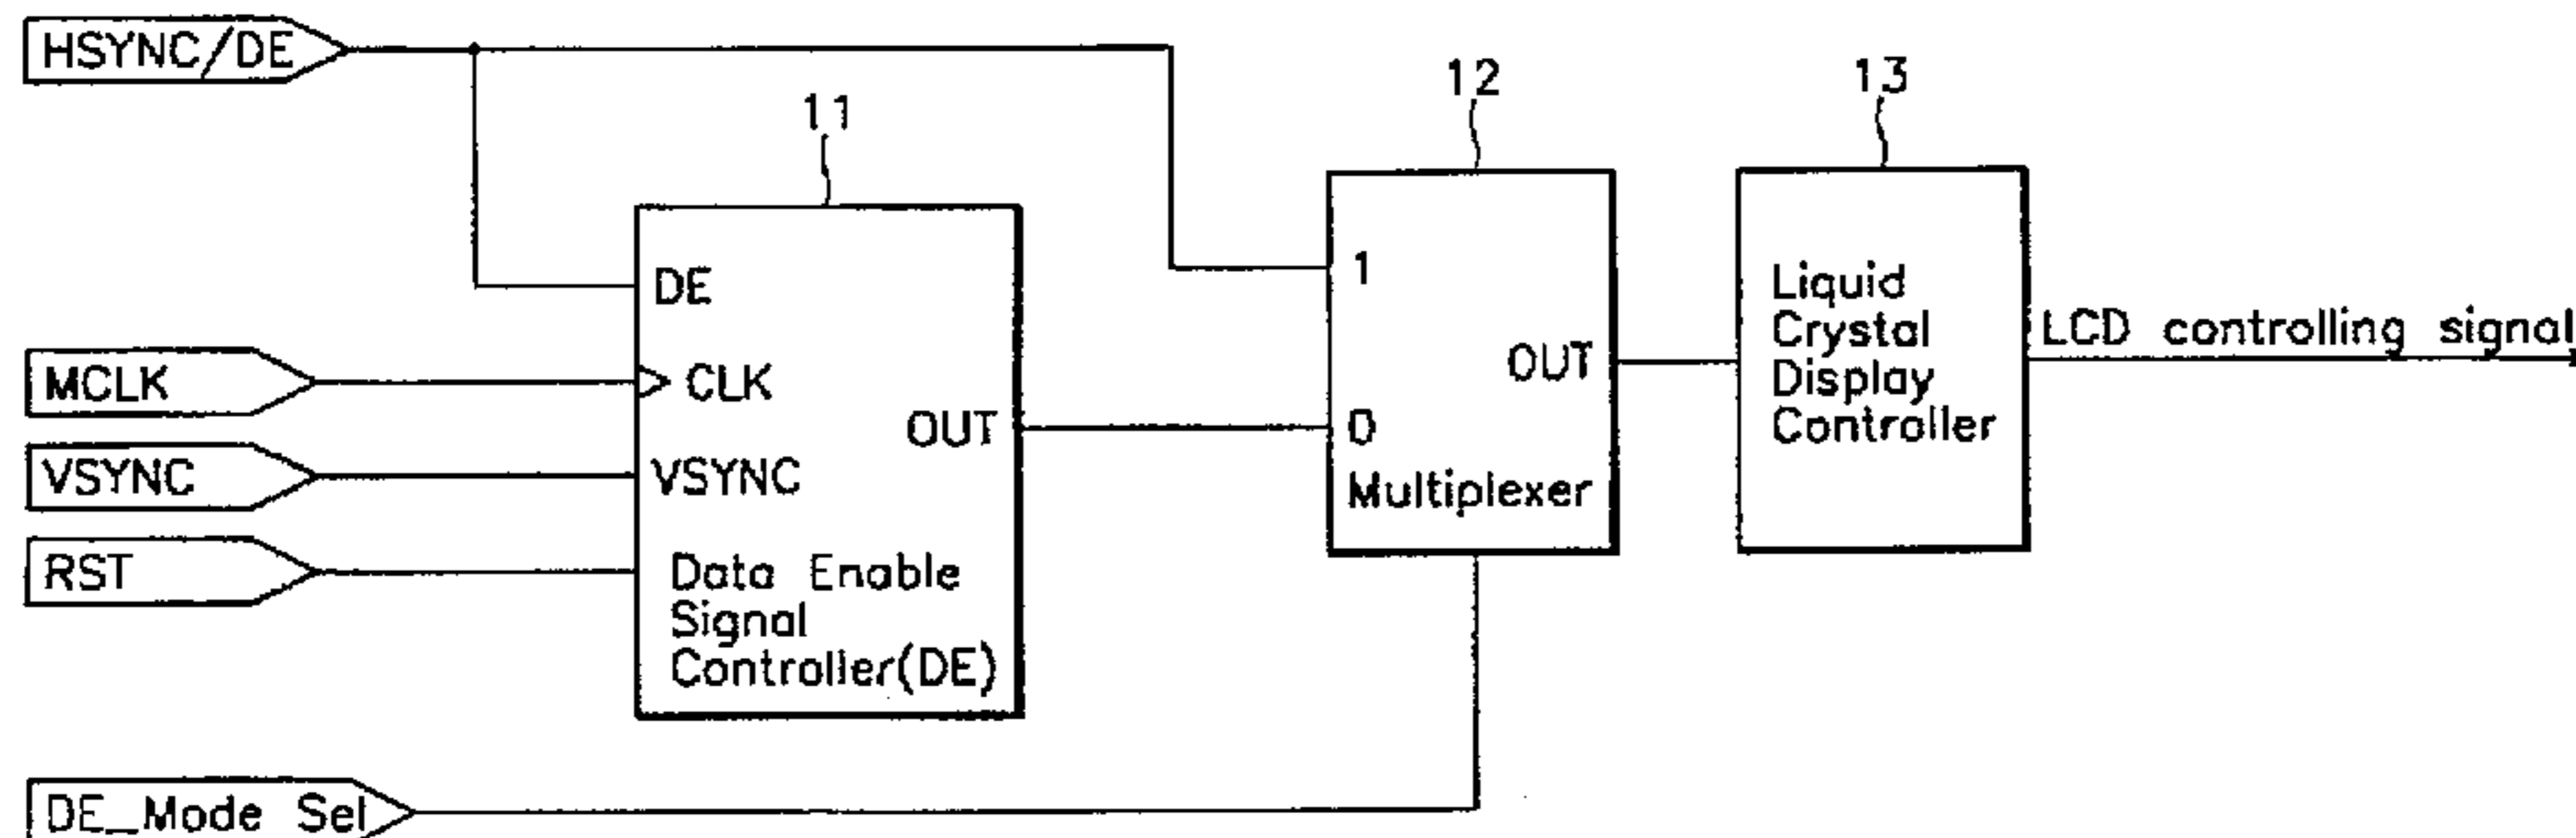 HSYNC/DE
11
12
13
DE
1
Liquid
Crystal
Display
Controller
LCD controlling signal
MCLK
CLK
OUT
OUT
0
Multiplexer
VSYNC
VSYNC
RST
Data Enable
Signal
Controller(DE)
DE_Mode Sel